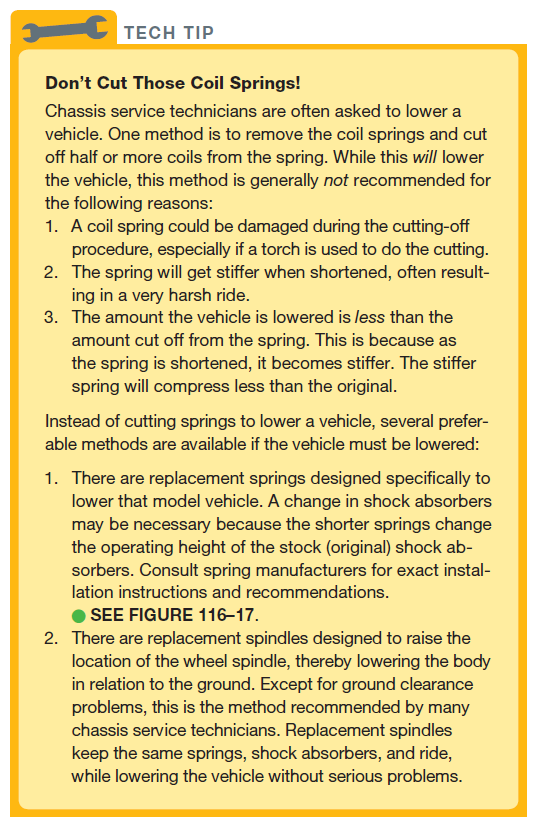 TECH TIP
Don’t Cut Those Coil Springs!
Chassis service technicians are often asked to lower a
vehicle. One method is to remove the coil springs and cut
off half or more coils from the spring. While this will lower
the vehicle, this method is generally not recommended for
the following reasons:
1. A coil spring could be damaged during the cutting-off
procedure, especially if a torch is used to do the cutting.
2. The spring will get stiffer when shortened, often result-
ing in a very harsh ride.
3. The amount the vehicle is lowered is less than the
amount cut off from the spring. This is because as
the spring is shortened, it becomes stiffer. The stiffer
spring will compress less than the original.
Instead of cutting springs to lower a vehicle, several prefer-
able methods are available if the vehicle must be lowered:
1. There are replacement springs designed specifically to
lower that model vehicle. A change in shock absorbers
may be necessary because the shorter springs change
the operating height of the stock (original) shock ab-
sorbers. Consult spring manufacturers for exact instal-
lation instructions and recommendations.
SEE FIGURE 116–17.
2. There are replacement spindles designed to raise the
location of the wheel spindle, thereby lowering the body
in relation to the ground. Except for ground clearance
problems, this is the method recommended by many
chassis service technicians. Replacement spindles
keep the same springs, shock absorbers, and ride,
while lowering the vehicle without serious problems.